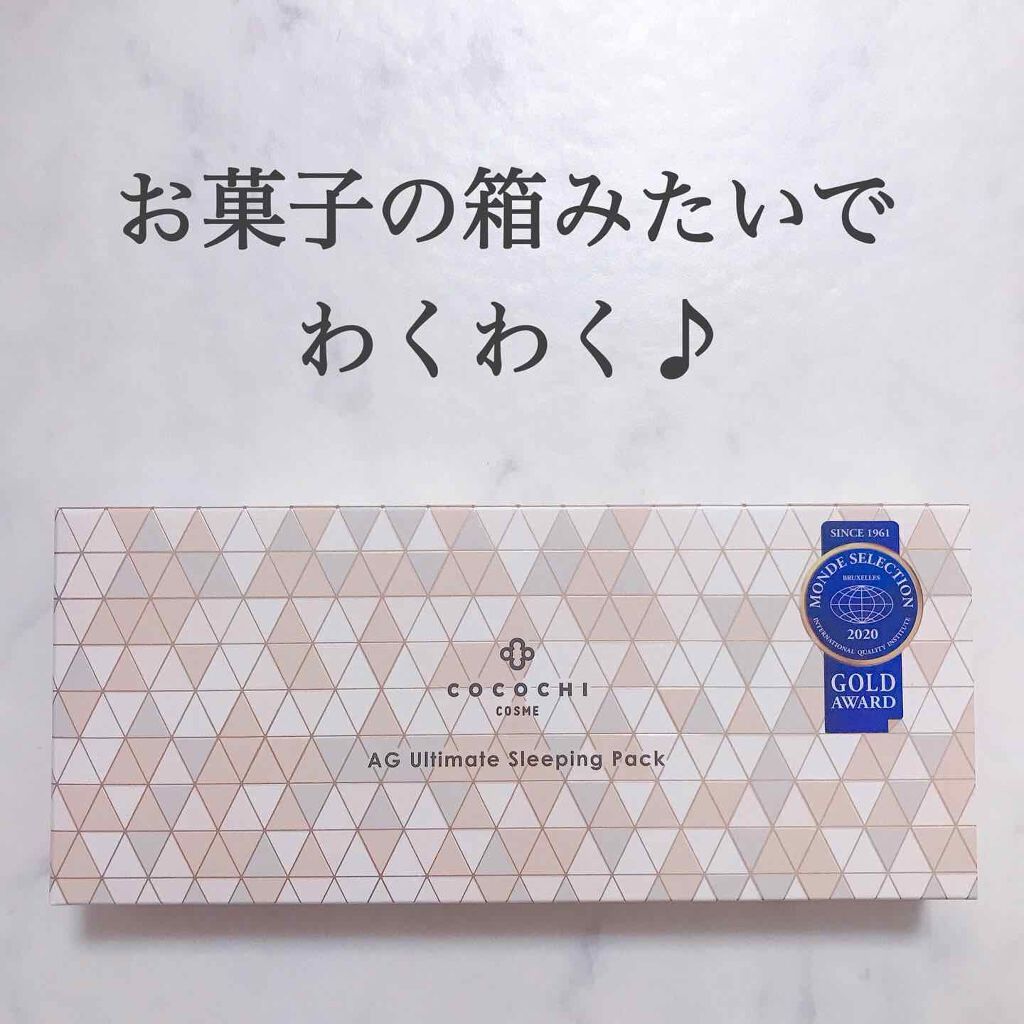 お菓子の箱みたいで
わくわく♪
SINCE 1961
MONDE SELECTION
BRUXELLES
2020
INTERNATIONAL QUALITY INSTITUTE
GOLD
AWARD
COCOCHI
COSME
AG Ultimate Sleeping Pack